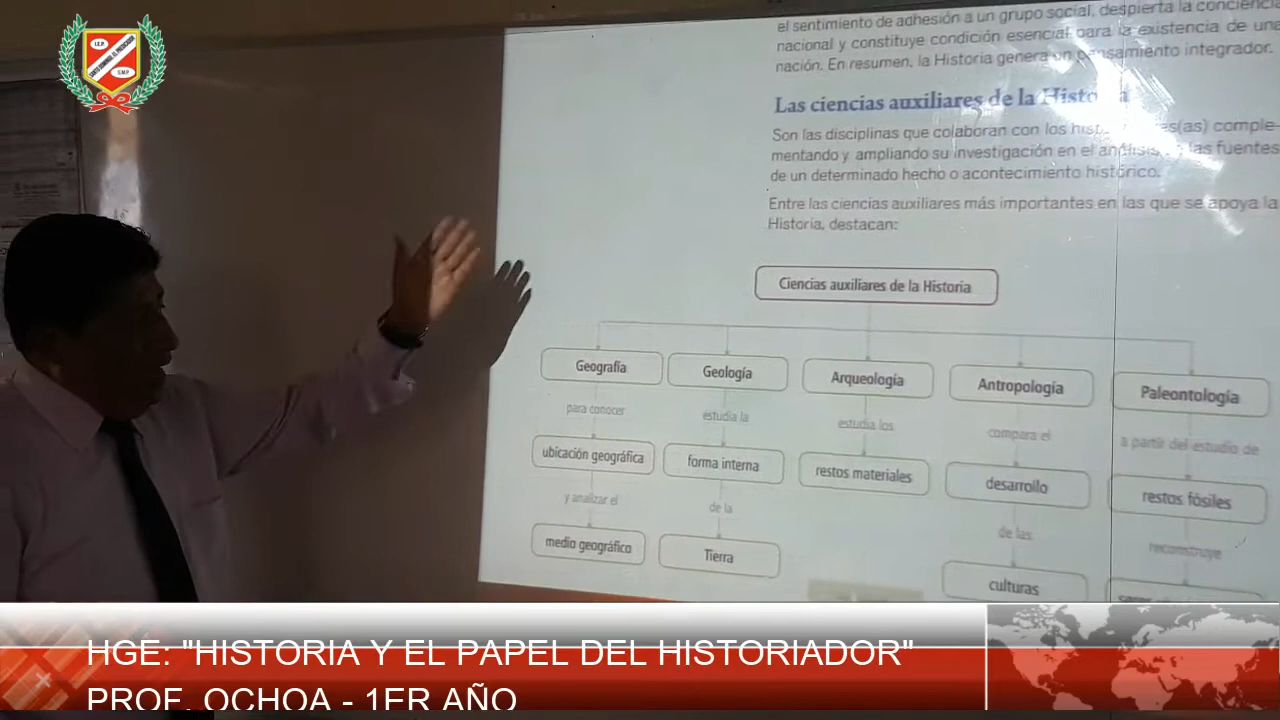 I.E.P.
SANTO DOMINGO, EL PREDICADOR
S.M.P.
el sentimiento de adhesión a un grupo social, despierta la conciencia
nacional y constituye condición esencial para la existencia de una
nación. En resumen, la Historia genera un pensamiento integrador.
Las ciencias auxiliares de la Historia
Son las disciplinas que colaboran con los comple-
mentando y ampliando su investigación en el análisis las fuentes
de un determinado hecho o acontecimiento histórico.
Entre las ciencias auxiliares más importantes en las que se apoya la
Historia, destacan:
Ciencias auxiliares de la Historia
Geografía
Geología
Arqueología
Antropología
Paleontología
para conocer
estudia la
estudia los
compara el
a partir del estudio de
ubicación geográfica
forma interna
restos materiales
desarrollo
restos fósiles
y analizar el
de la
de las
reconstruye
medio geográfico
Tierra
culturas
HGE: "HISTORIA Y EL PAPEL DEL HISTORIADOR"
PROF. OCHOA - 1ER AÑO